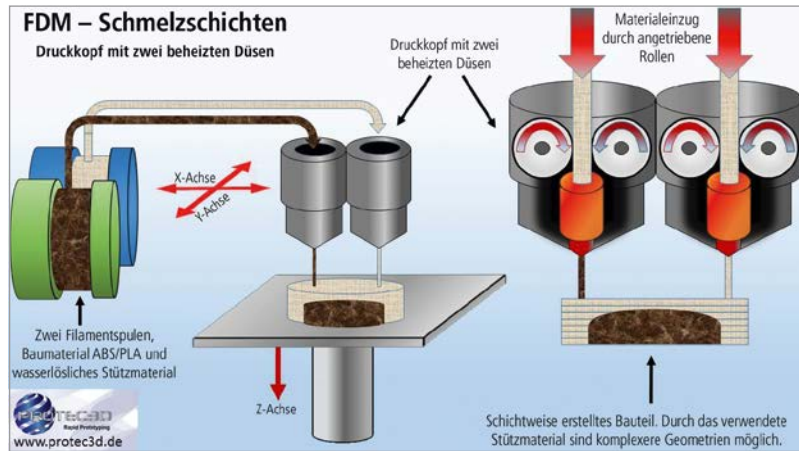 FDM – Schmelzschichten
Druckkopf mit zwei beheizten Düsen
Druckkopf mit zwei
beheizten Düsen
Materialeinzug
durch angetriebene
Rollen
X-Achse
Y-Achse
Zwei Filamentspulen,
Baumaterial ABS/PLA und
wasserlösliches Stützmaterial
Z-Achse
Schichtweise erstelltes Bauteil. Durch das verwendete
Stützmaterial sind komplexere Geometrien möglich.
PROTEC3D
Rapid Prototyping
www.protec3d.de